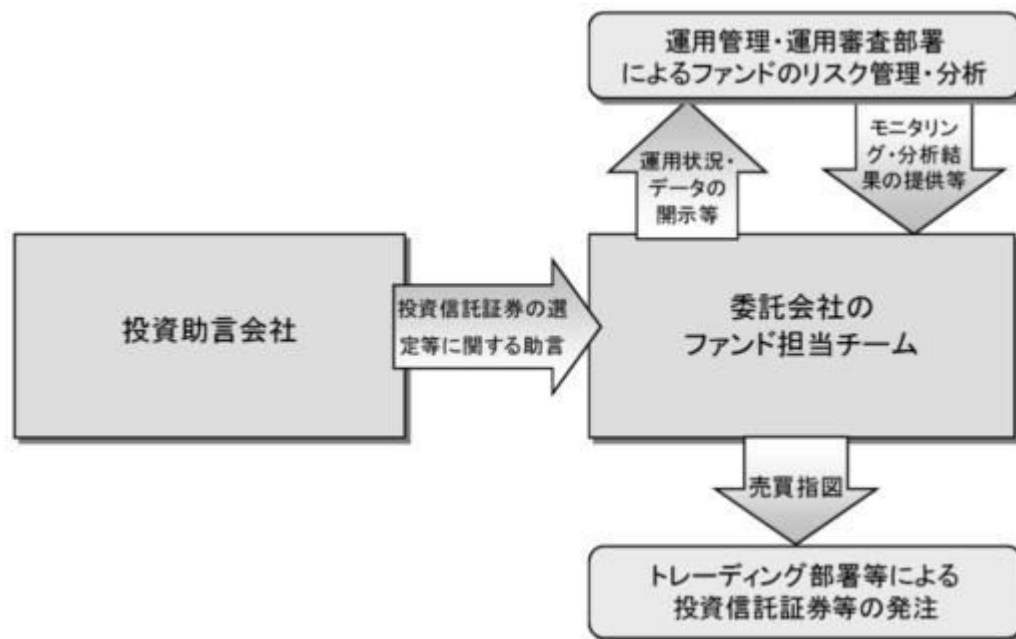 運用管理・運用審査部署
によるファンドのリスク管理・分析
運用状況・
データの
開示等
モニタリン
グ・分析結
果の提供等
投資助言会社
投資信託証券の選
定等に関する助言
委託会社の
ファンド担当チーム
売買指図
トレーディング部署等による
投資信託証券等の発注